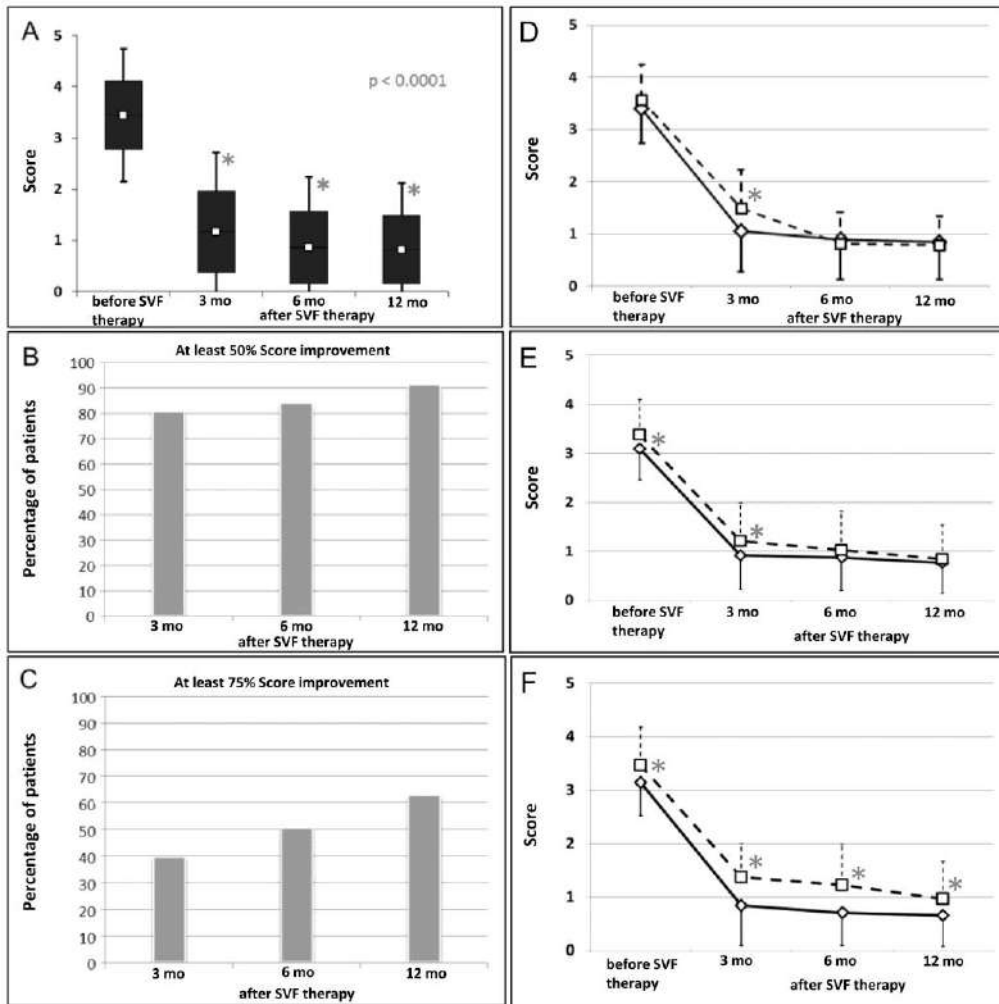 A
5
4
3
2
1
0
Score
p < 0.0001
*
*
*
before SVF
therapy
3 mo
6 mo
12 mo
after SVF therapy
B
At least 50% Score improvement
100
90
80
70
60
50
40
30
20
10
0
Percentage of patients
3 mo
6 mo
12 mo
after SVF therapy
C
At least 75% Score improvement
100
90
80
70
60
50
40
30
20
10
0
Percentage of patients
3 mo
6 mo
12 mo
after SVF therapy
D
5
4
3
2
1
0
Score
*
before SVF
therapy
3 mo
6 mo
12 mo
after SVF therapy
E
5
4
3
2
1
0
Score
*
*
before SVF
therapy
3 mo
6 mo
12 mo
after SVF therapy
F
5
4
3
2
1
0
Score
*
*
*
*
before SVF
therapy
3 mo
6 mo
12 mo
after SVF therapy